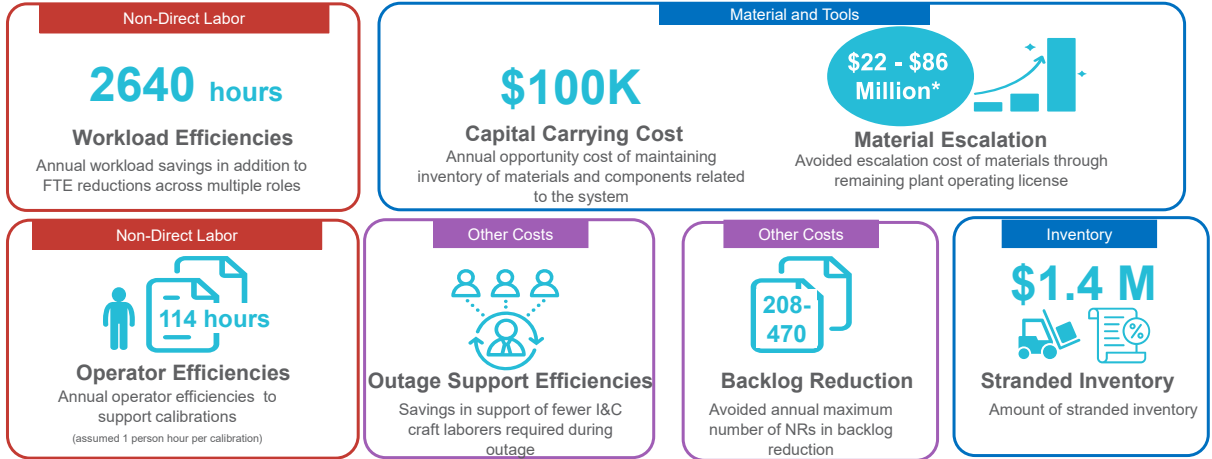 Non-Direct Labor
2640 hours
Workload Efficiencies
Annual workload savings in addition to
FTE reductions across multiple roles
Material and Tools
$100K
Capital Carrying Cost
Annual opportunity cost of maintaining
inventory of materials and components related
to the system
$22 - $86
Million*
Material Escalation
Avoided escalation cost of materials through
remaining plant operating license
Non-Direct Labor
114 hours
Operator Efficiencies
Annual operator efficiencies to
support calibrations
(assumed 1 person hour per calibration)
Other Costs
Outage Support Efficiencies
Savings in support of fewer I&C
craft laborers required during
outage
Other Costs
208-
470
Backlog Reduction
Avoided annual maximum
number of NRs in backlog
reduction
Inventory
$1.4 M
%
Stranded Inventory
Amount of stranded inventory